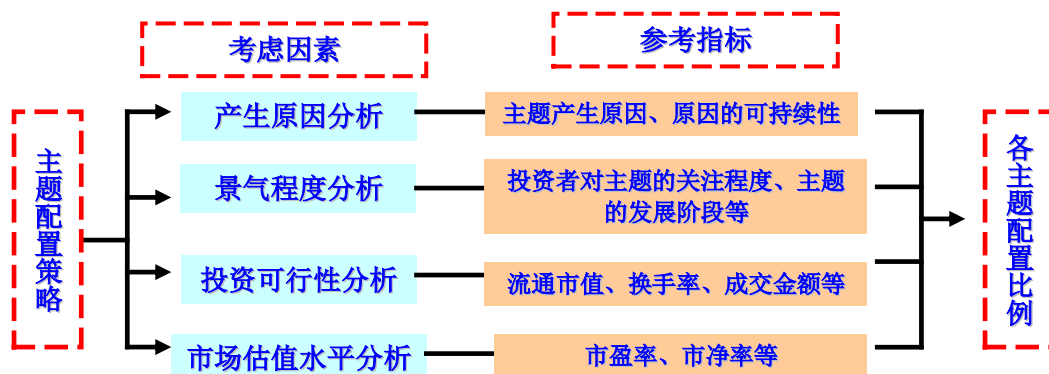 考虑因素
参考指标
主题配置策略
产生原因分析
主题产生原因、原因的可持续性
景气程度分析
投资者对主题的关注程度、主题
的发展阶段等
投资可行性分析
流通市值、换手率、成交金额等
市场估值水平分析
市盈率、市净率等
各主题配置比例